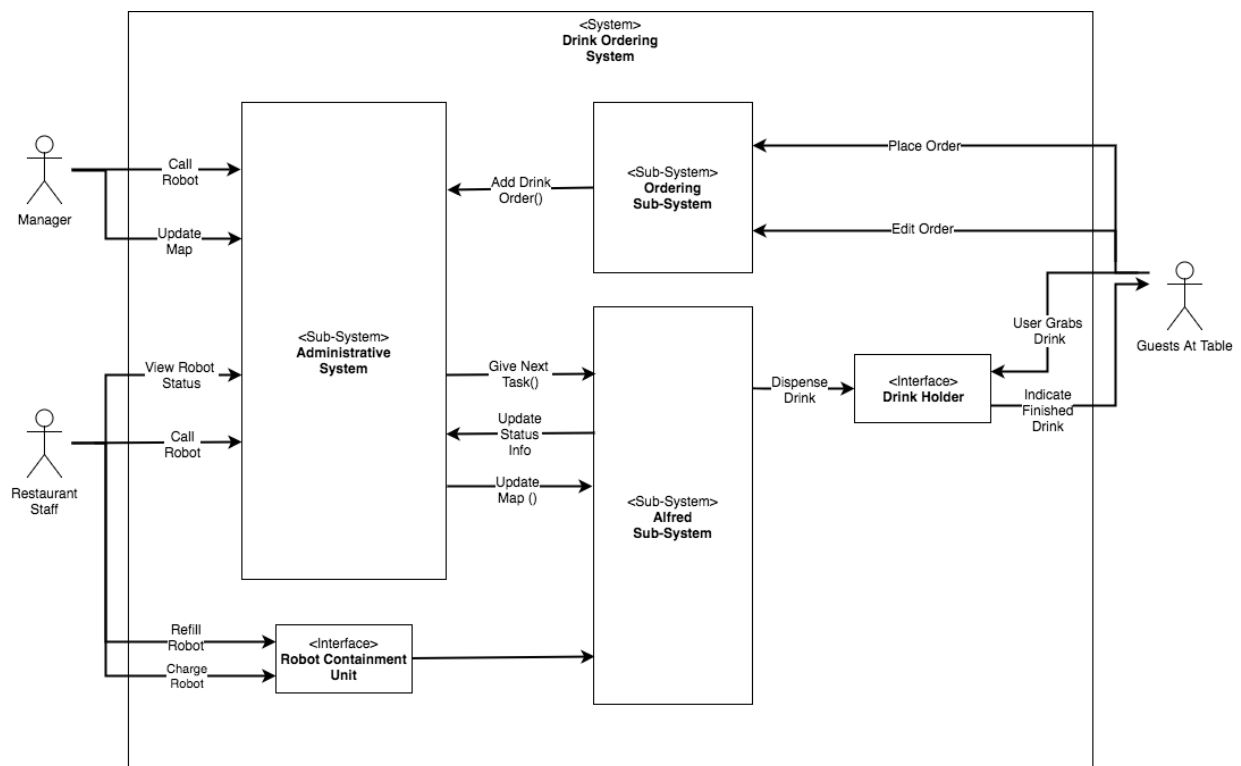 <System>
Drink Ordering
System
Manager
Call
Robot
Update
Map
Restaurant
Staff
View Robot
Status
Call
Robot
Refill
Robot
Charge
Robot
<Sub-System>
Administrative
System
Add Drink
Order()
<Sub-System>
Ordering
Sub-System
Place Order
Edit Order
Guests At Table
Give Next
Task()
Update
Status
Info
Update
Map ()
<Sub-System>
Alfred
Sub-System
Dispense
Drink
<Interface>
Drink Holder
User Grabs
Drink
Indicate
Finished
Drink
<Interface>
Robot Containment
Unit